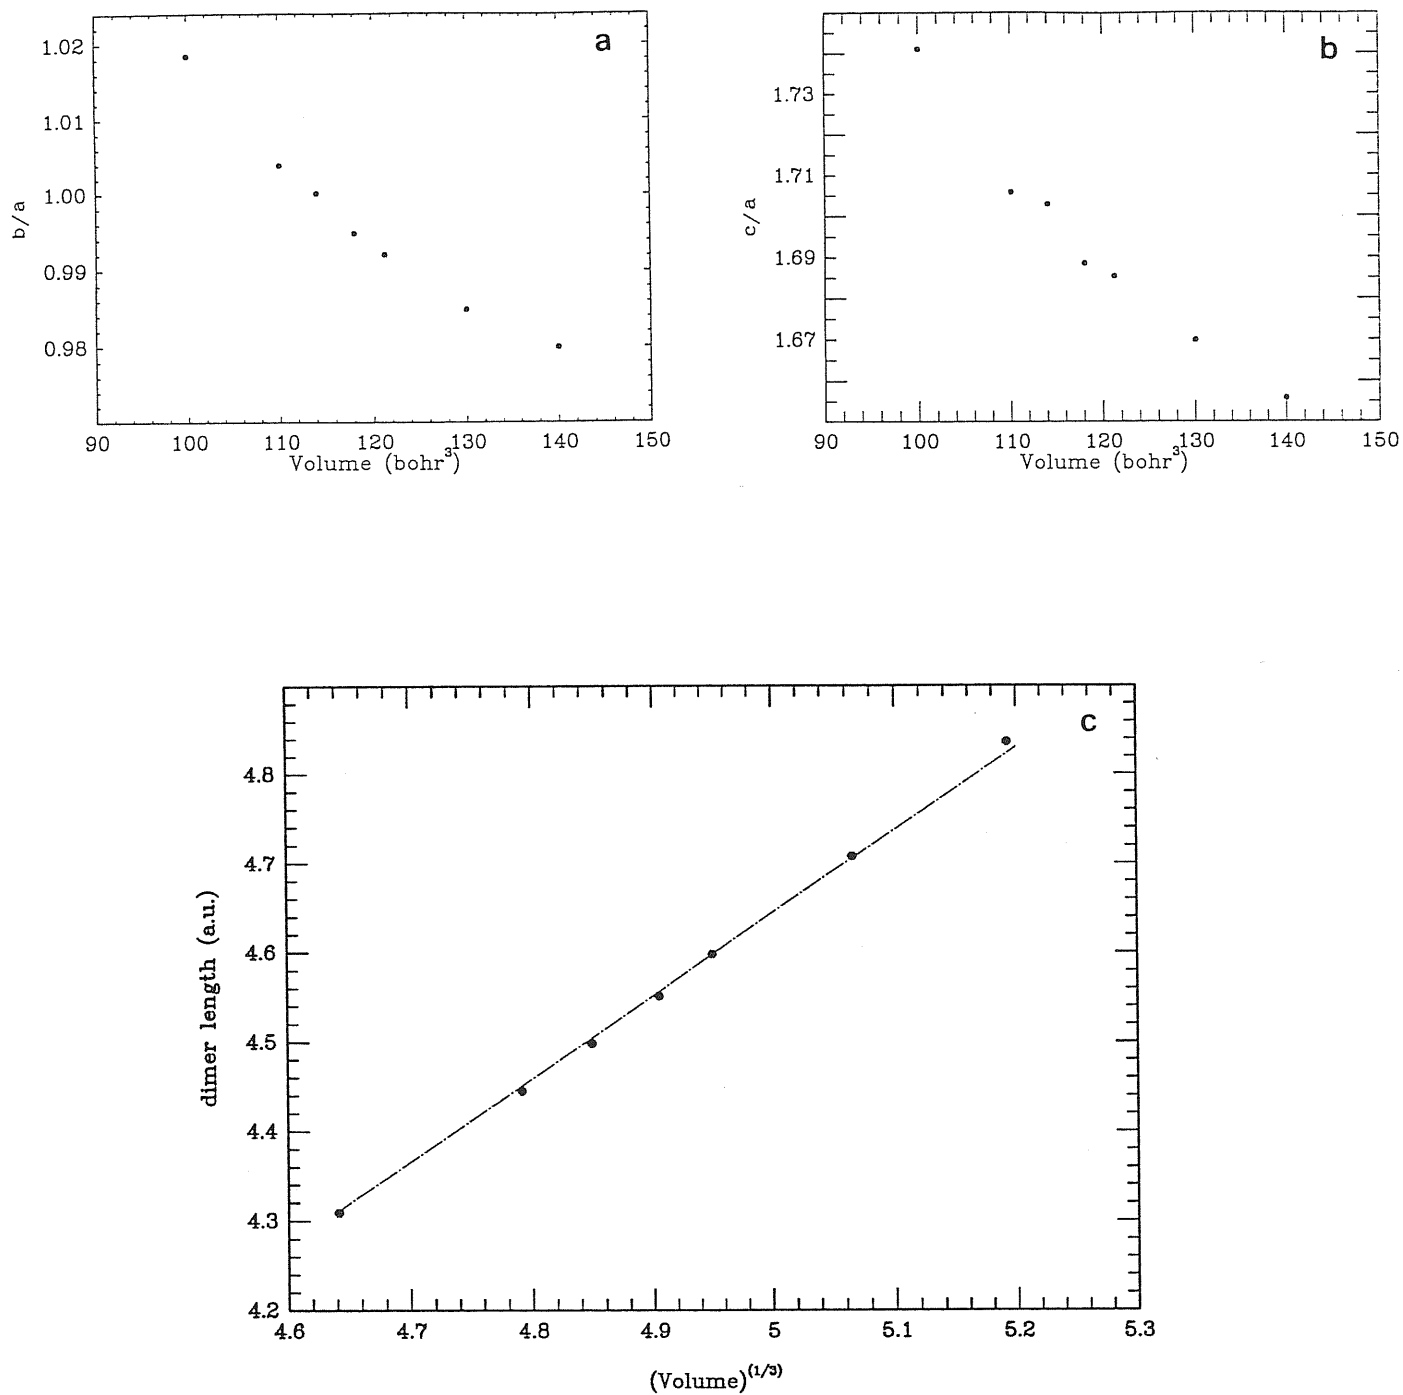 a
1.02
1.01
1.00
0.99
0.98
b/a
90 100 110 120 130 140 150
Volume (bohr³)
b
1.73
1.71
1.69
1.67
c/a
90 100 110 120 130 140 150
Volume (bohr³)
c
4.8
4.7
4.6
4.5
4.4
4.3
4.2
dimer length (a.u.)
4.6 4.7 4.8 4.9 5 5.1 5.2 5.3
(Volume)^(1/3)